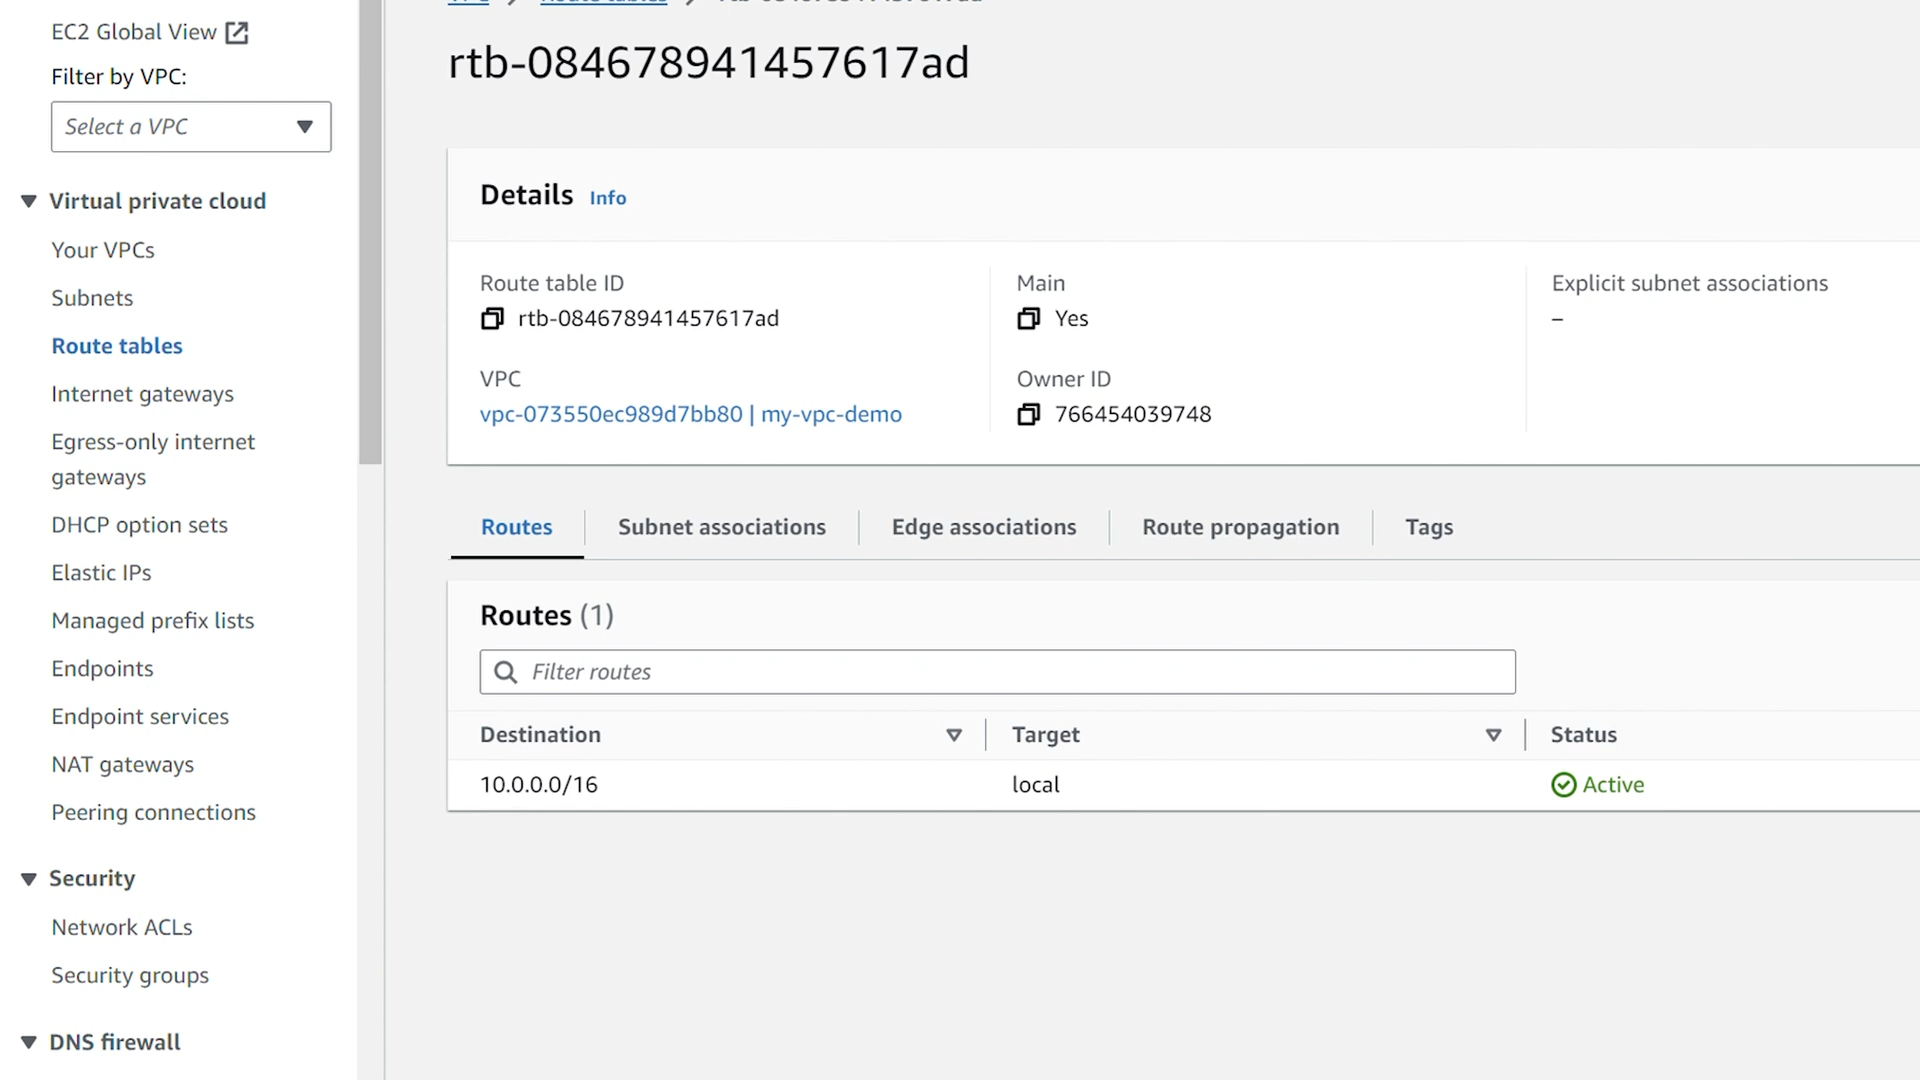 EC2 Global View
Filter by VPC:
Select a VPC
Virtual private cloud
Your VPCs
Subnets
Route tables
Internet gateways
Egress-only internet
gateways
DHCP option sets
Elastic IPs
Managed prefix lists
Endpoints
Endpoint services
NAT gateways
Peering connections
Security
Network ACLs
Security groups
DNS firewall
rtb-084678941457617ad
Details Info
Route table ID
rtb-084678941457617ad
Main
Yes
Explicit subnet associations
–
VPC
vpc-073550ec989d7bb80 | my-vpc-demo
Owner ID
766454039748
Routes Subnet associations Edge associations Route propagation Tags
Routes (1)
Filter routes
Destination Target Status
10.0.0.0/16 local Active